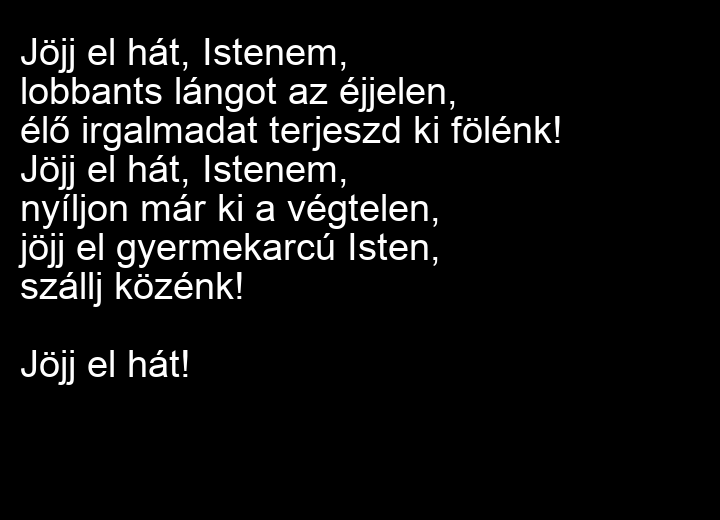 Jöjj el hát, Istenem,
lobbants lángot az éjjelen,
élő irgalmadat terjeszd ki fölénk!
Jöjj el hát, Istenem,
nyíljon már ki a végtelen,
jöjj el gyermekarcú Isten,
szállj közénk!

Jöjj el hát!